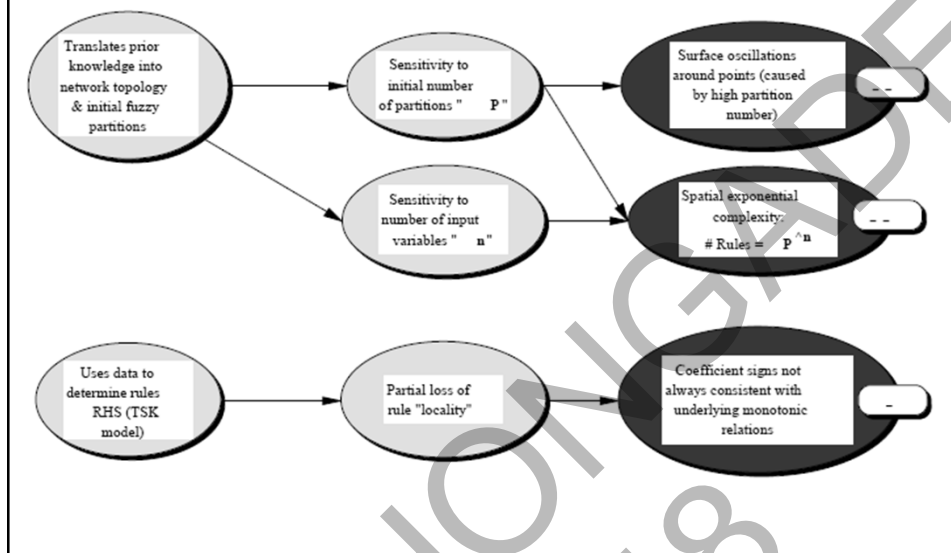 Translates prior
knowledge into
network topology
& initial fuzzy
partitions
Sensitivity to
initial number
of partitions " P "
Surface oscillations
around points (caused
by high partition
number)
- -
Sensitivity to
number of input
variables " n"
Spatial exponential
complexity:
# Rules = P ^n
- -
Uses data to
determine rules
RHS (TSK
model)
Partial loss of
rule "locality"
Coefficient signs not
always consistent with
underlying monotonic
relations
-